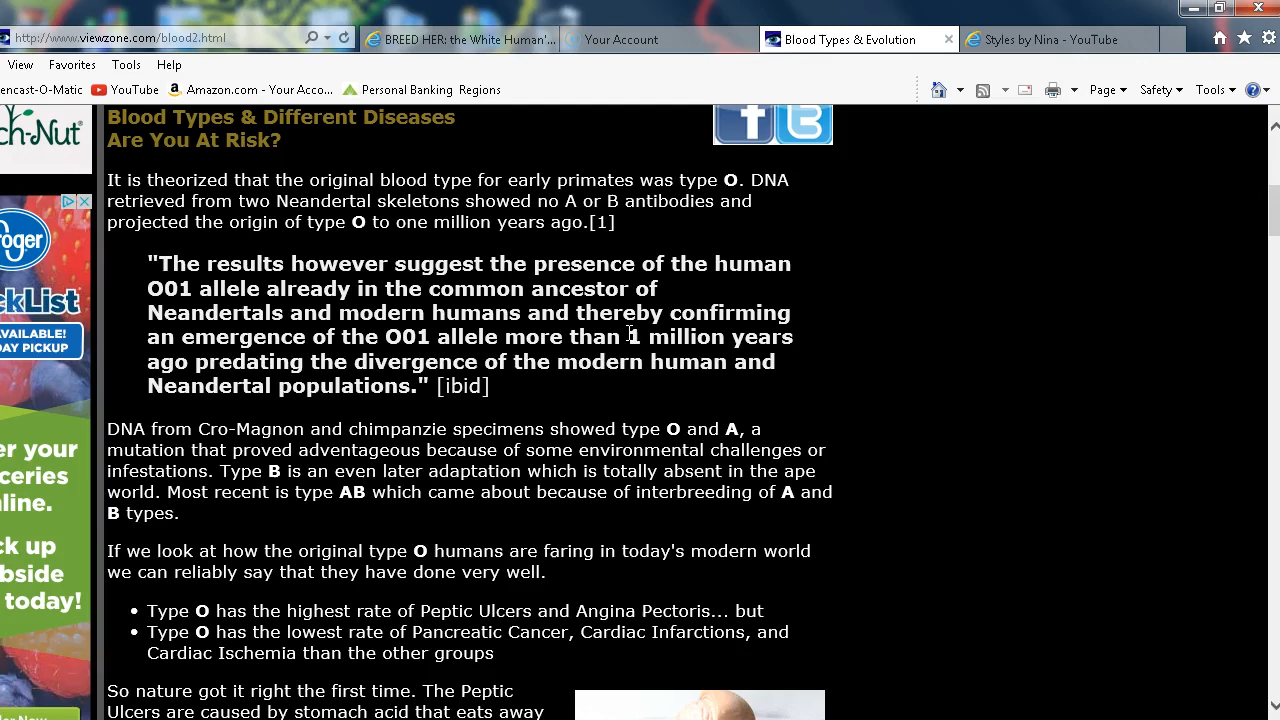 http://www.viewzone.com/blood2.html
BREED HER: the White Human'...
Your Account
Blood Types & Evolution
Styles by Nina - YouTube
View Favorites Tools Help
encast-O-Matic
YouTube
Amazon.com - Your Acco...
Personal Banking Regions
Page
Safety
Tools
ch-Nut
Blood Types & Different Diseases
Are You At Risk?
It is theorized that the original blood type for early primates was type O. DNA
retrieved from two Neandertal skeletons showed no A or B antibodies and
projected the origin of type O to one million years ago.[1]
"The results however suggest the presence of the human
O01 allele already in the common ancestor of
Neandertals and modern humans and thereby confirming
an emergence of the O01 allele more than 1 million years
ago predating the divergence of the modern human and
Neandertal populations." [ibid]
DNA from Cro-Magnon and chimpanzie specimens showed type O and A, a
mutation that proved advantageous because of some environmental challenges or
infestations. Type B is an even later adaptation which is totally absent in the ape
world. Most recent is type AB which came about because of interbreeding of A and
B types.
If we look at how the original type O humans are faring in today's modern world
we can reliably say that they have done very well.
• Type O has the highest rate of Peptic Ulcers and Angina Pectoris... but
• Type O has the lowest rate of Pancreatic Cancer, Cardiac Infarctions, and
Cardiac Ischemia than the other groups
So nature got it right the first time. The Peptic
Ulcers are caused by stomach acid that eats away
oger
ckList
AVAILABLE!
DAY PICKUP
er your
ceries
nline.
ck up
bside
today!